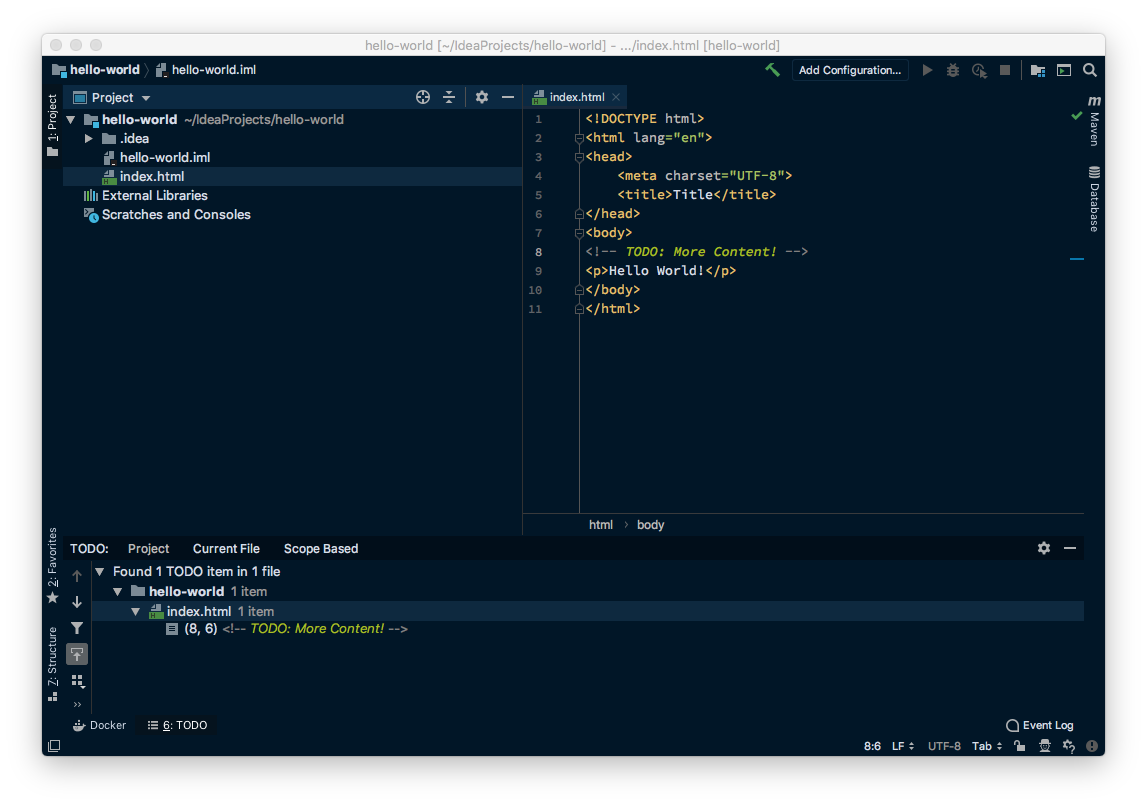 hello-world [~/IdeaProjects/hello-world] - .../index.html [hello-world]
hello-world hello-world.iml
Add Configuration...
1: Project
Project
hello-world ~/IdeaProjects/hello-world
.idea
hello-world.iml
index.html
External Libraries
Scratches and Consoles
index.html
1 <!DOCTYPE html>
2 <html lang="en">
3 <head>
4 <meta charset="UTF-8">
5 <title>Title</title>
6 </head>
7 <body>
8 <!-- TODO: More Content! -->
9 <p>Hello World!</p>
10 </body>
11 </html>
html › body
m Maven
Database
2: Favorites
7: Structure
TODO: Project Current File Scope Based
Found 1 TODO item in 1 file
hello-world 1 item
H index.html 1 item
(8, 6) <!-- TODO: More Content! -->
»
Docker 6: TODO Event Log
8:6 LF UTF-8 Tab